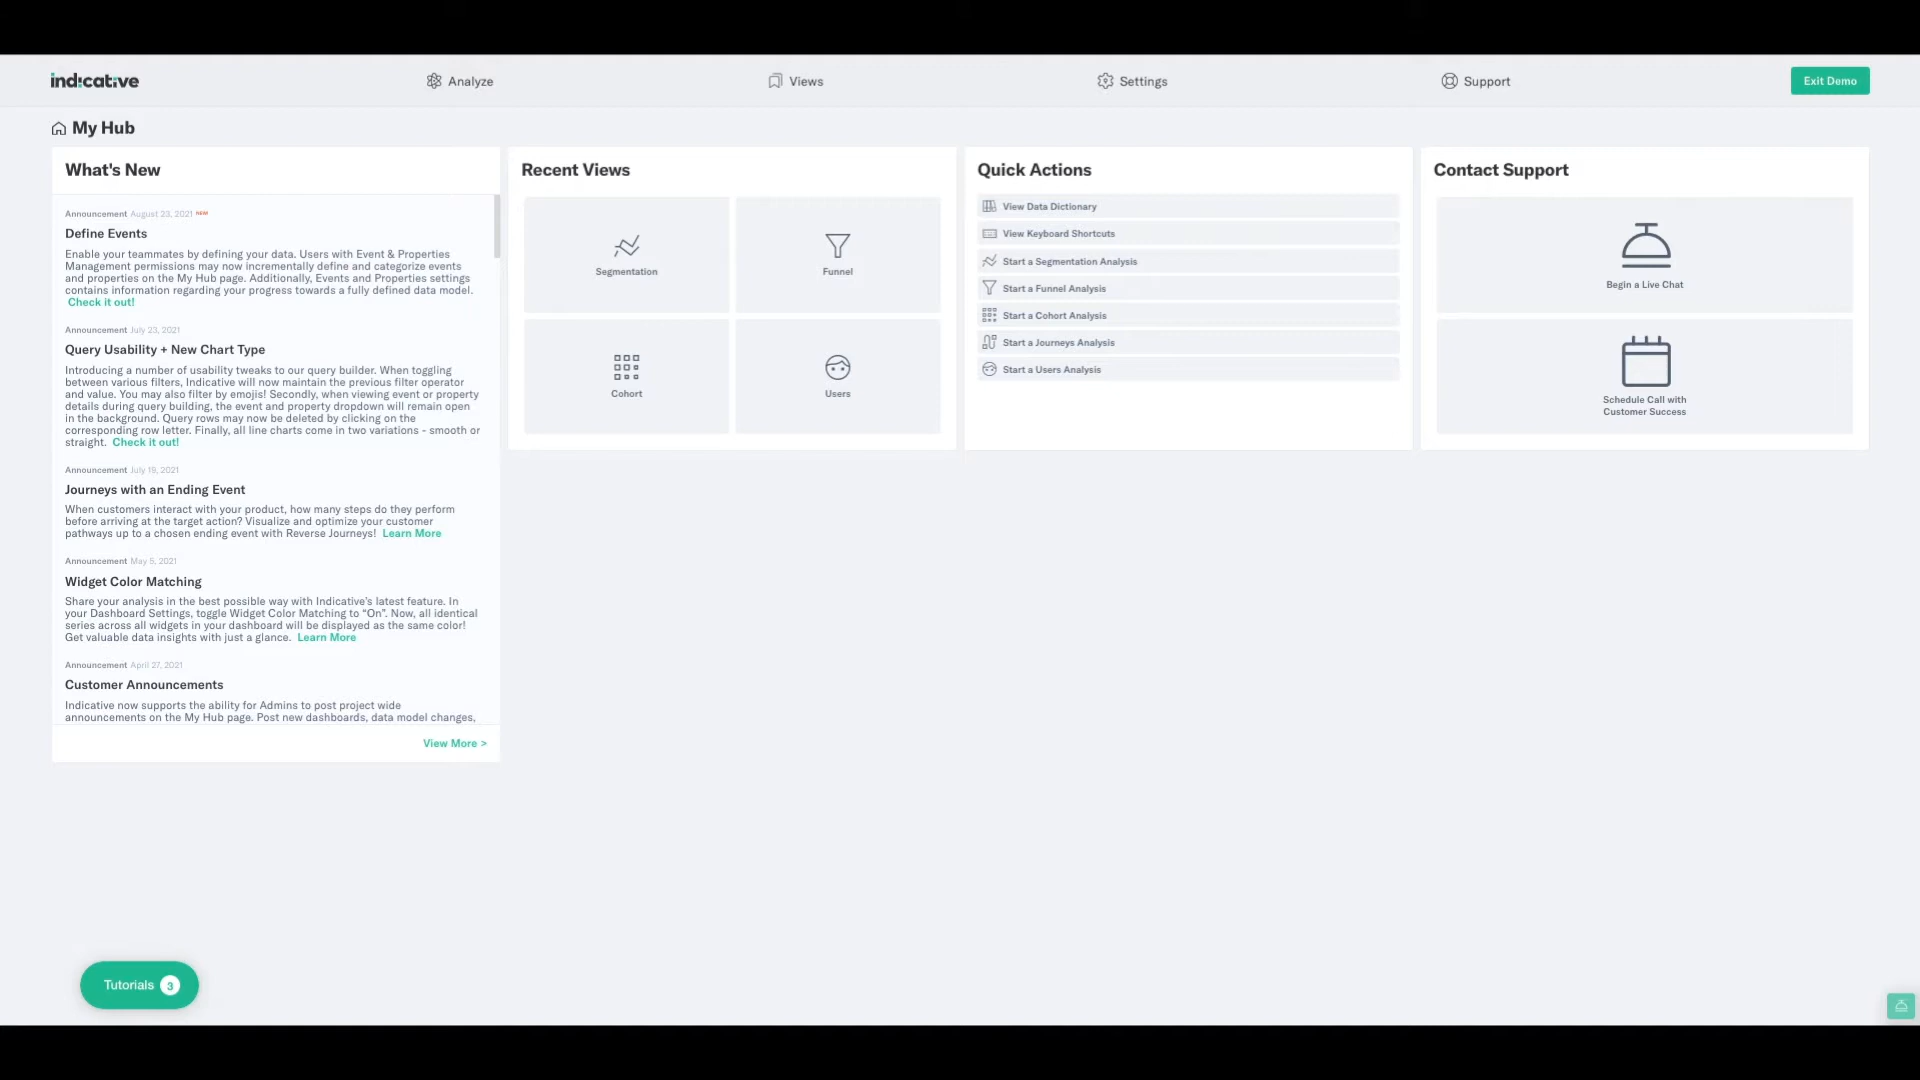 indicative
Analyze
Views
Settings
Support
Exit Demo
My Hub
What's New
Announcement August 23, 2021 NEW
Define Events
Enable your teammates by defining your data. Users with Event & Properties
Management permissions may now incrementally define and categorize events
and properties on the My Hub page. Additionally, Events and Properties settings
contains information regarding your progress towards a fully defined data model.
Check it out!
Announcement July 23, 2021
Query Usability + New Chart Type
Introducing a number of usability tweaks to our query builder. When toggling
between various filters, Indicative will now maintain the previous filter operator
and value. You may also filter by emojis! Secondly, when viewing event or property
details during query building, the event and property dropdown will remain open
in the background. Query rows may now be deleted by clicking on the
corresponding row letter. Finally, all line charts come in two variations - smooth or
straight. Check it out!
Announcement July 19, 2021
Journeys with an Ending Event
When customers interact with your product, how many steps do they perform
before arriving at the target action? Visualize and optimize your customer
pathways up to a chosen ending event with Reverse Journeys! Learn More
Announcement May 5, 2021
Widget Color Matching
Share your analysis in the best possible way with Indicative's latest feature. In
your Dashboard Settings, toggle Widget Color Matching to “On”. Now, all identical
series across all widgets in your dashboard will be displayed as the same color!
Get valuable data insights with just a glance. Learn More
Announcement April 27, 2021
Customer Announcements
Indicative now supports the ability for Admins to post project wide
announcements on the My Hub page. Post new dashboards, data model changes,
View More >
Recent Views
Segmentation
Funnel
Cohort
Users
Quick Actions
View Data Dictionary
View Keyboard Shortcuts
Start a Segmentation Analysis
Start a Funnel Analysis
Start a Cohort Analysis
Start a Journeys Analysis
Start a Users Analysis
Contact Support
Begin a Live Chat
Schedule Call with
Customer Success
Tutorials 3